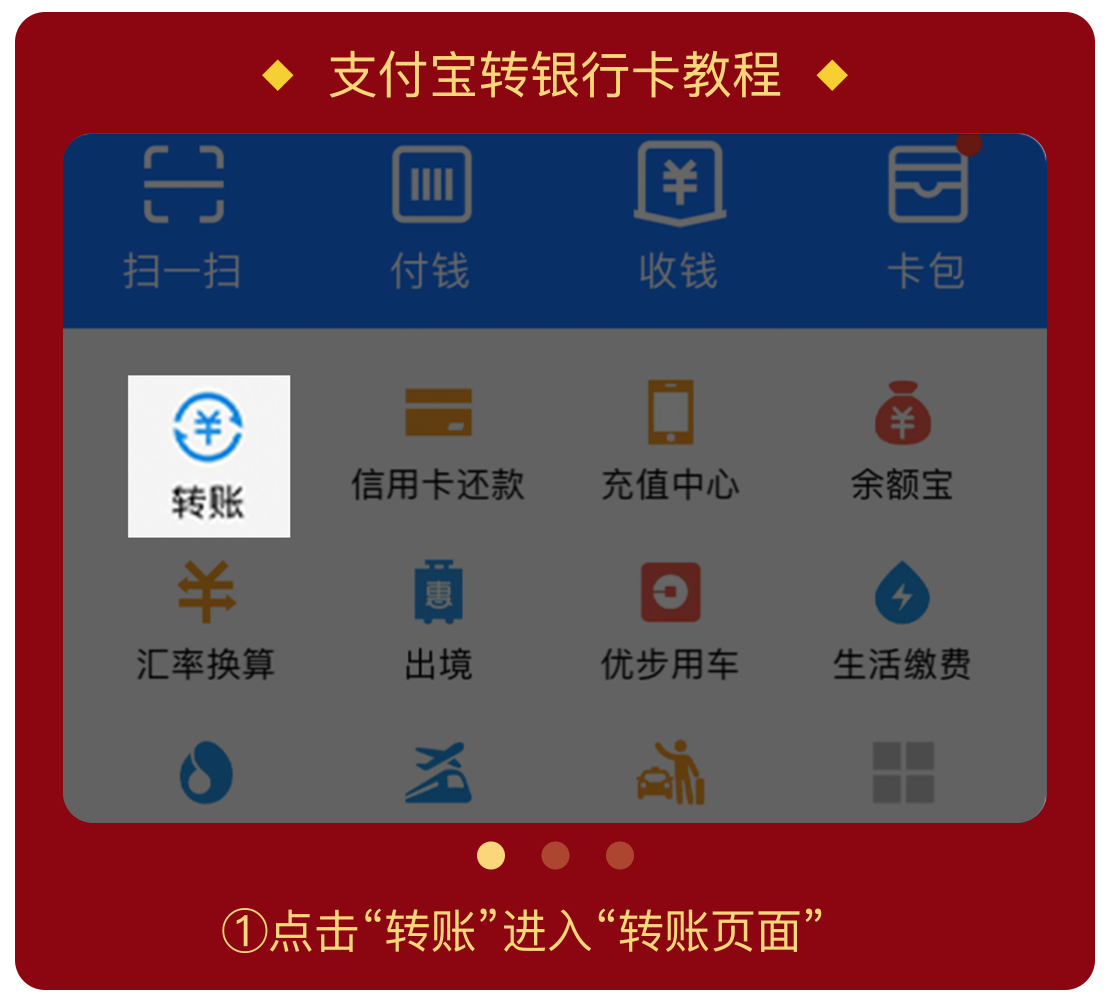 支付宝转银行卡教程
扫一扫 付钱 收钱 卡包
转账 信用卡还款 充值中心 余额宝
惠
汇率换算 出境 优步用车 生活缴费
①点击“转账”进入“转账页面”